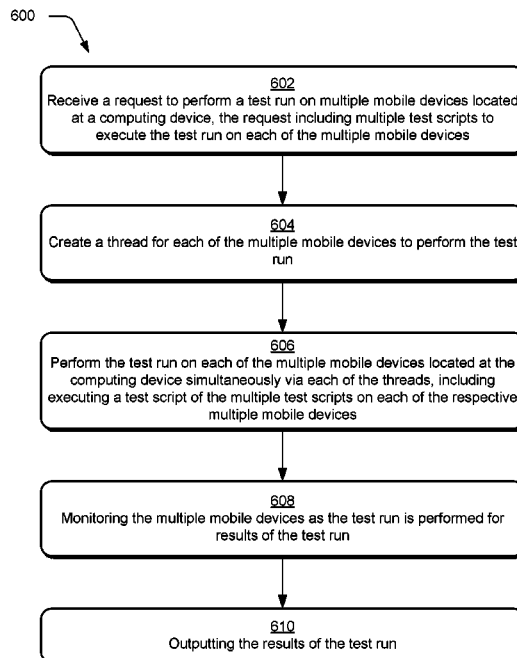 600
602
Receive a request to perform a test run on multiple mobile devices located
at a computing device, the request including multiple test scripts to
execute the test run on each of the multiple mobile devices
604
Create a thread for each of the multiple mobile devices to perform the test
run
606
Perform the test run on each of the multiple mobile devices located at the
computing device simultaneously via each of the threads, including
executing a test script of the multiple test scripts on each of the respective
multiple mobile devices
608
Monitoring the multiple mobile devices as the test run is performed for
results of the test run
610
Outputting the results of the test run